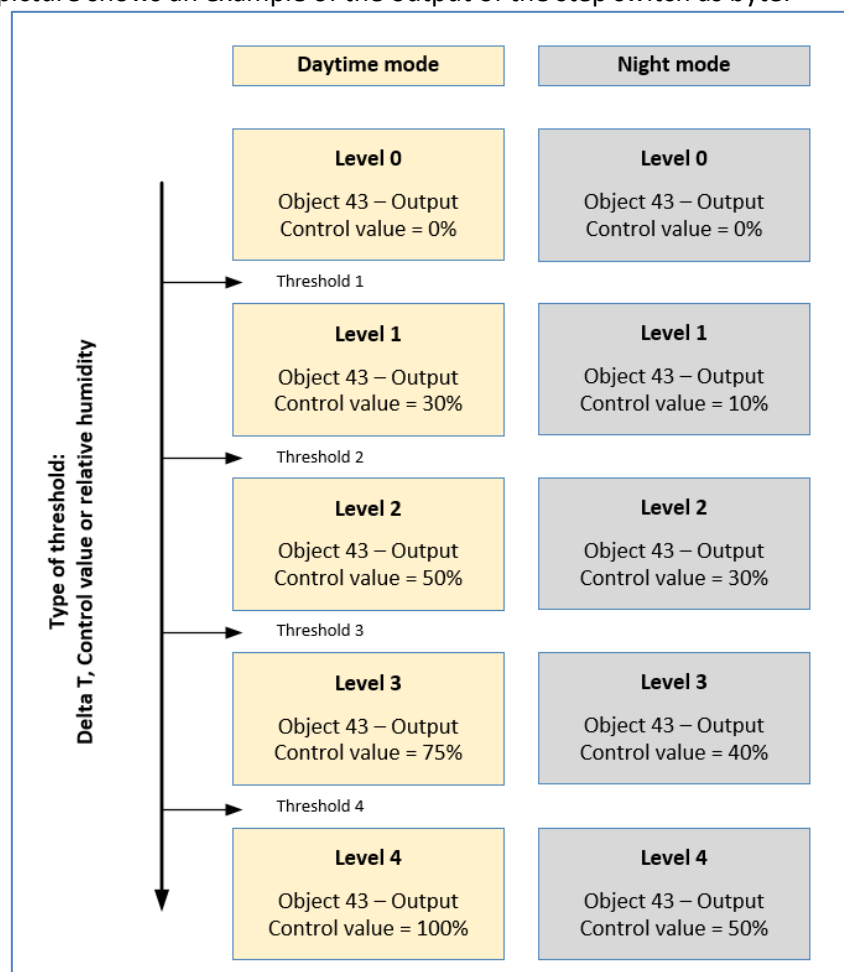 picture shows an example of the output of the step switch as byte.
Daytime mode
Night mode
Level 0
Object 43 – Output
Control value = 0%
Level 0
Object 43 – Output
Control value = 0%
Threshold 1
Level 1
Object 43 – Output
Control value = 30%
Level 1
Object 43 – Output
Control value = 10%
Threshold 2
Level 2
Object 43 – Output
Control value = 50%
Level 2
Object 43 – Output
Control value = 30%
Threshold 3
Level 3
Object 43 – Output
Control value = 75%
Level 3
Object 43 – Output
Control value = 40%
Threshold 4
Level 4
Object 43 – Output
Control value = 100%
Level 4
Object 43 – Output
Control value = 50%
Type of threshold:
Delta T, Control value or relative humidity